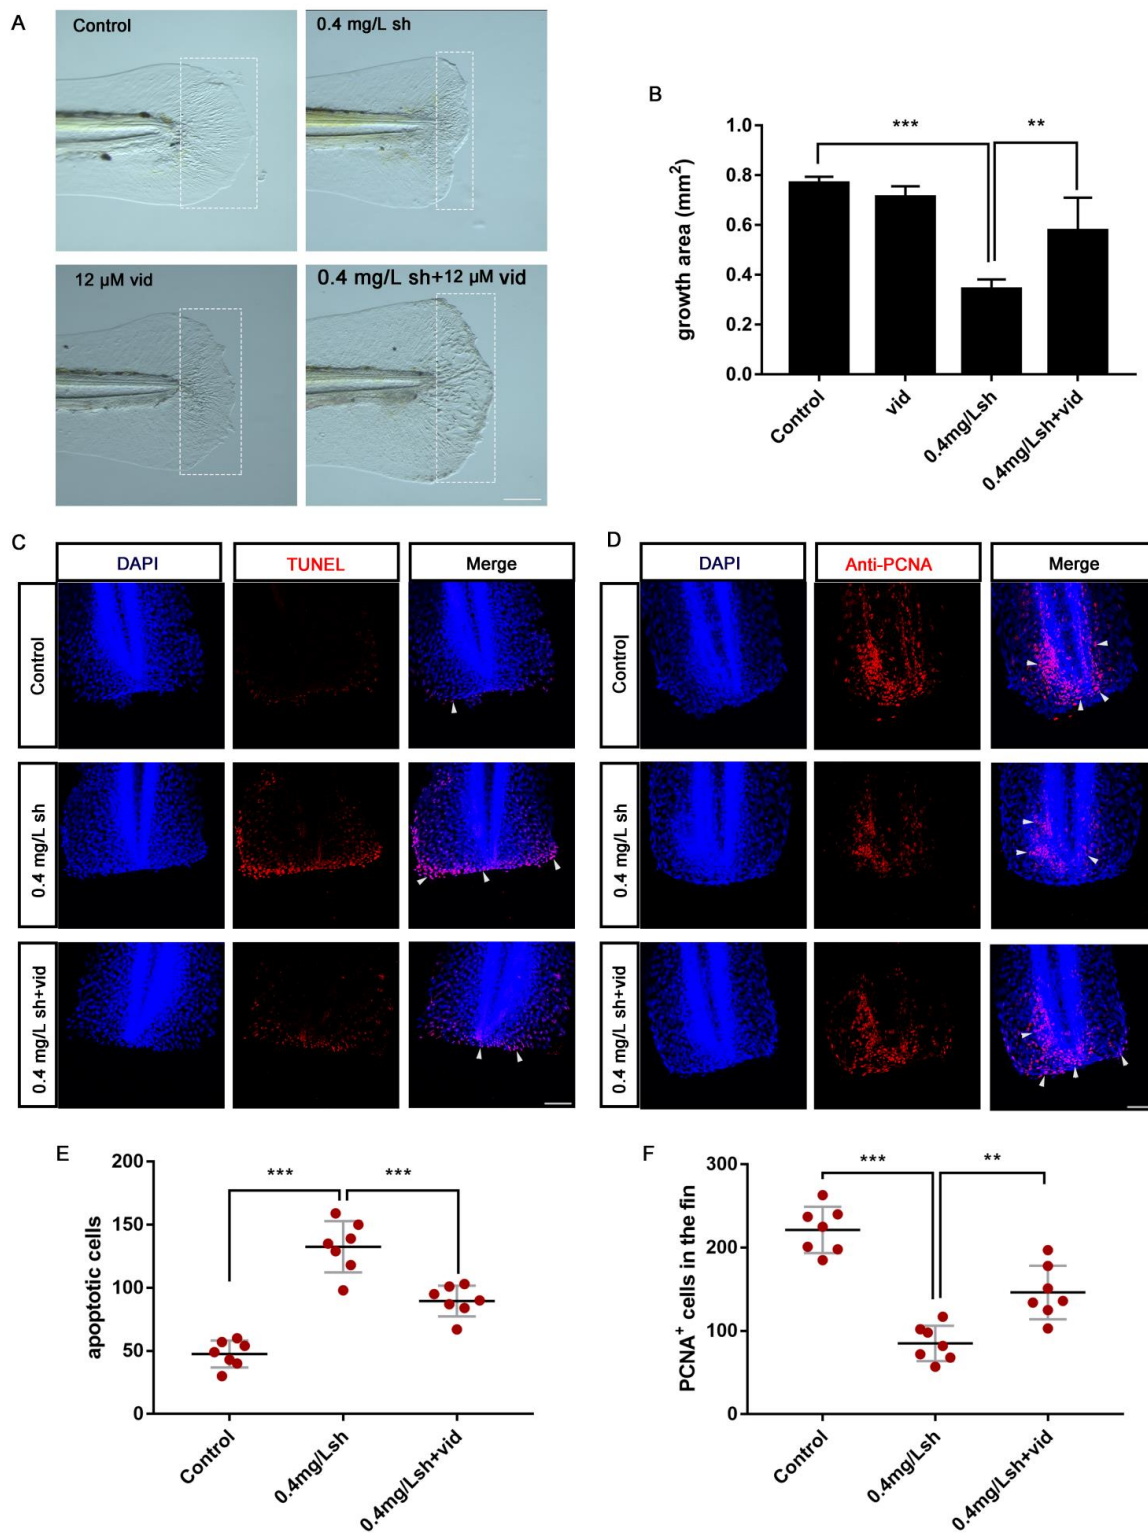 A
Control
0.4 mg/L sh
12 µM vid
0.4 mg/L sh+12 µM vid
B
*** **
growth area (mm²)
1.0
0.8
0.6
0.4
0.2
0.0
Control
vid
0.4mg/Lsh
0.4mg/Lsh+vid
C
DAPI TUNEL Merge
Control
0.4 mg/L sh
0.4 mg/L sh+vid
D
DAPI Anti-PCNA Merge
Control
0.4 mg/L sh
0.4 mg/L sh+vid
E
*** ***
apoptotic cells
200
150
100
50
0
Control
0.4mg/Lsh
0.4mg/Lsh+vid
F
*** **
PCNA⁺ cells in the fin
300
200
100
0
Control
0.4mg/Lsh
0.4mg/Lsh+vid